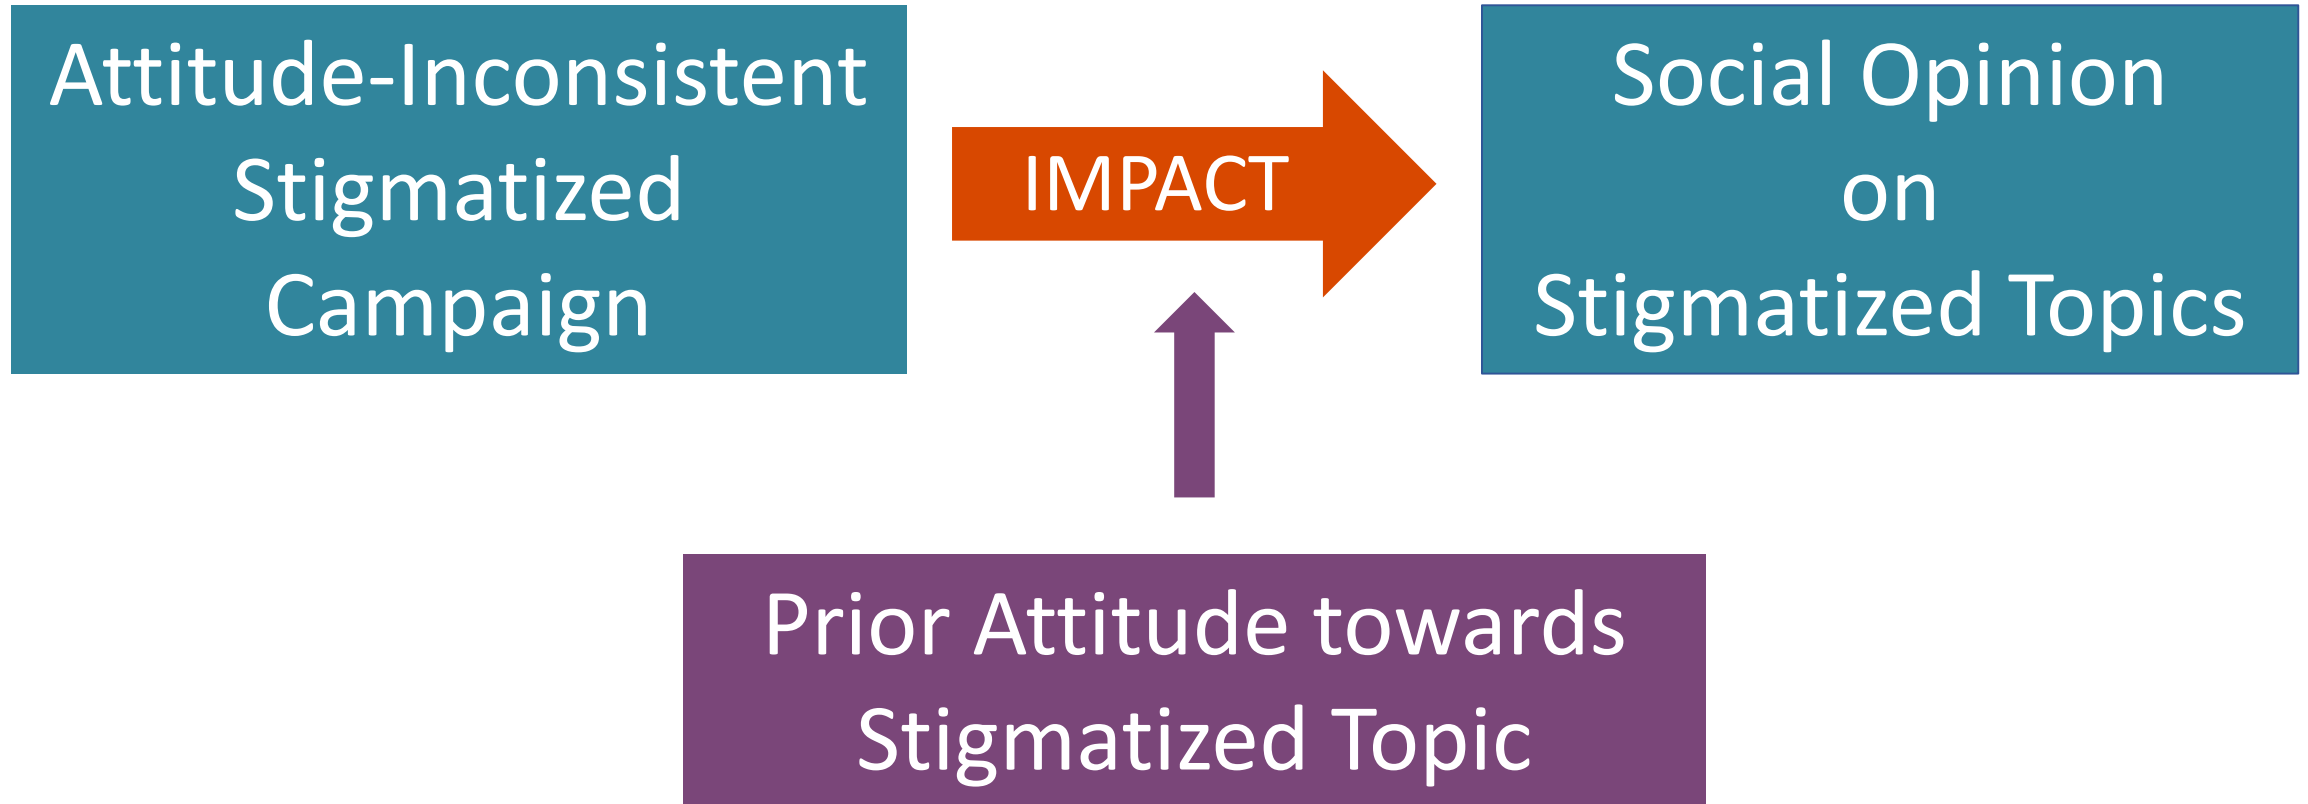 Attitude-Inconsistent
Stigmatized
Campaign
IMPACT
Social Opinion
on
Stigmatized Topics
Prior Attitude towards
Stigmatized Topic